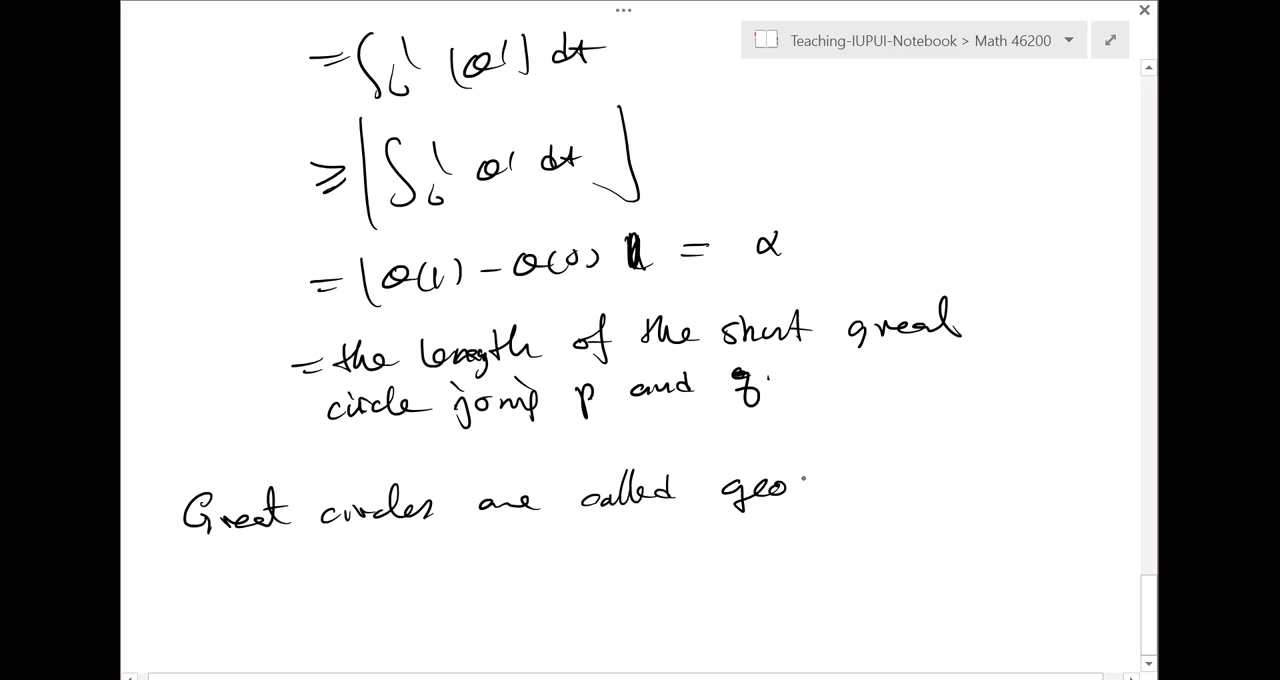 Teaching-IUPUI-Notebook > Math 46200
= ∫₀¹ |θ'| dt
≥ | ∫₀¹ θ' dt |
= |θ(1) - θ(0)| = α
= the length of the short great
circle joing p and q.
Great circles are called geo